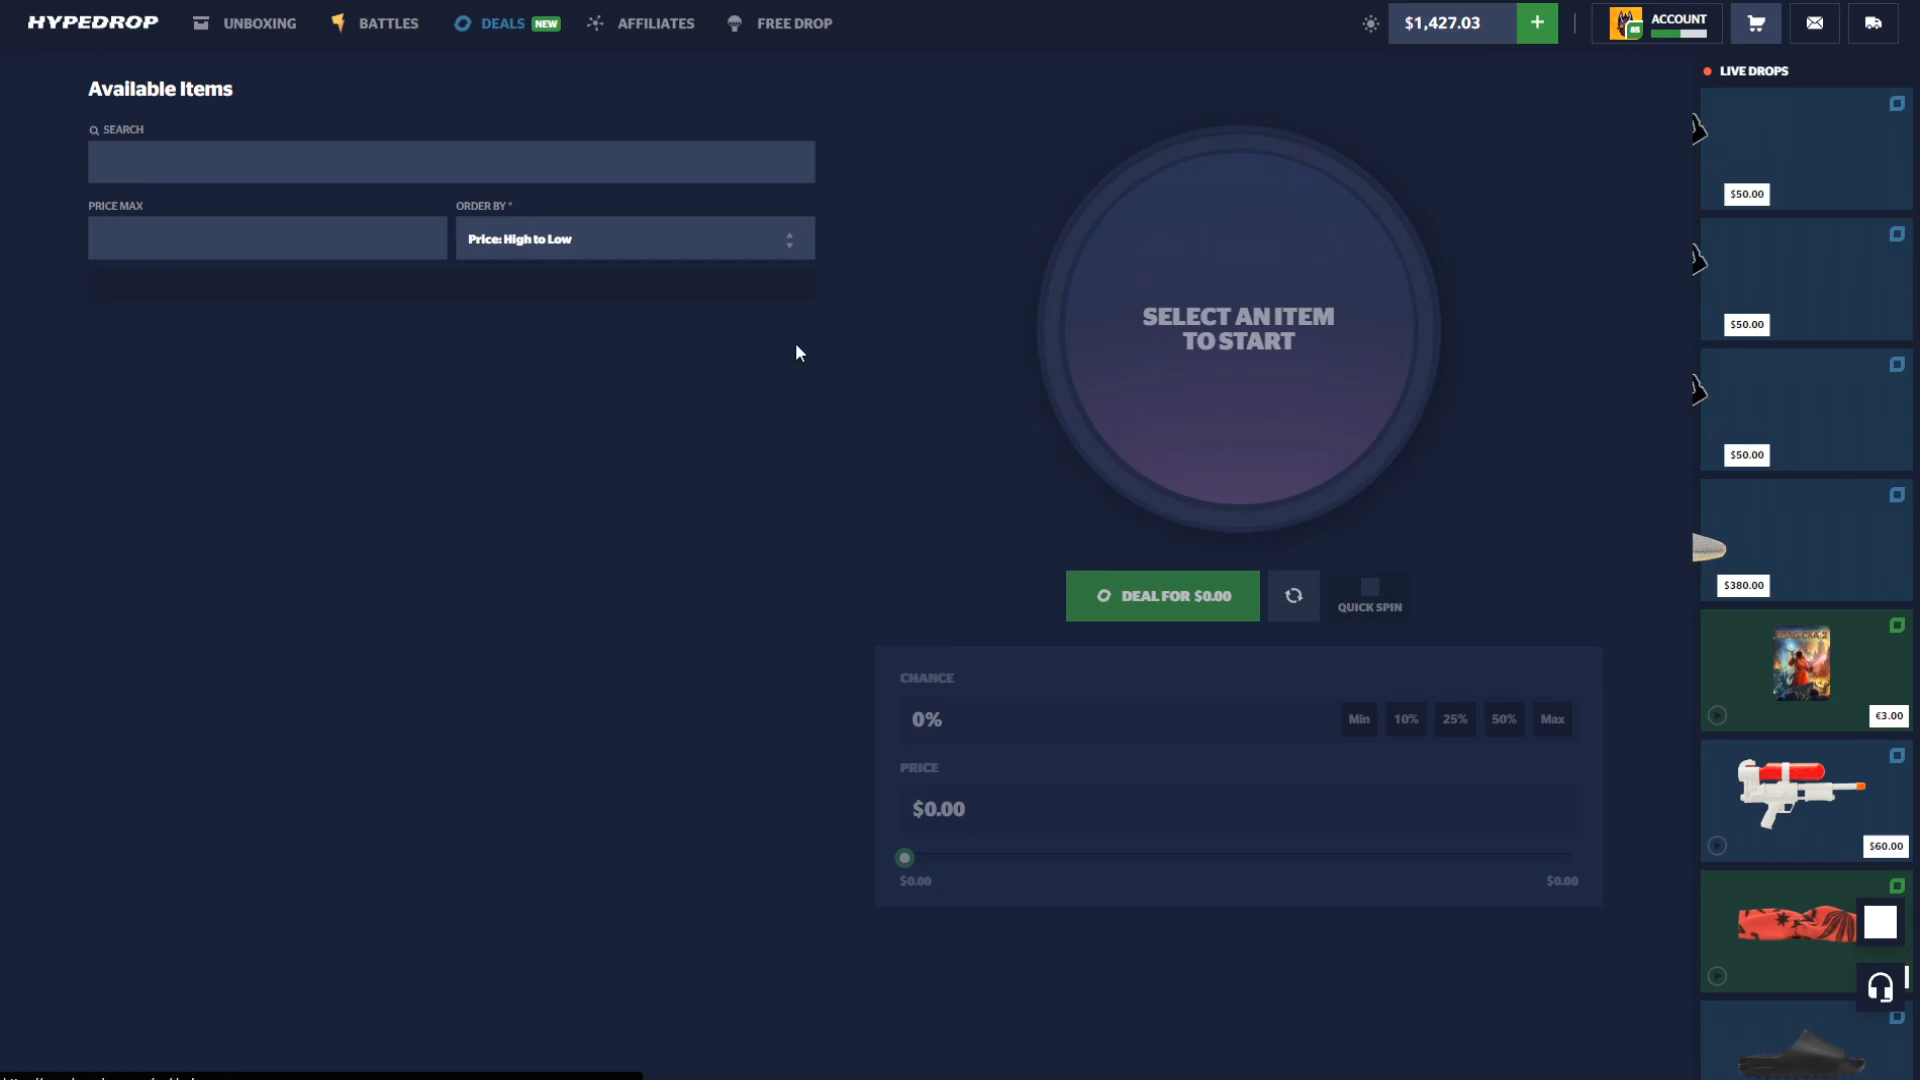 HYPEDROP
UNBOXING
BATTLES
DEALS NEW
AFFILIATES
FREE DROP
$1,427.03
+
ACCOUNT
Available Items
SEARCH
PRICE MAX
ORDER BY *
Price: High to Low
SELECT AN ITEM
TO START
DEAL FOR $0.00
QUICK SPIN
CHANCE
0%
Min
10%
25%
50%
Max
PRICE
$0.00
$0.00
$0.00
LIVE DROPS
$50.00
$50.00
$50.00
$380.00
€3.00
$60.00